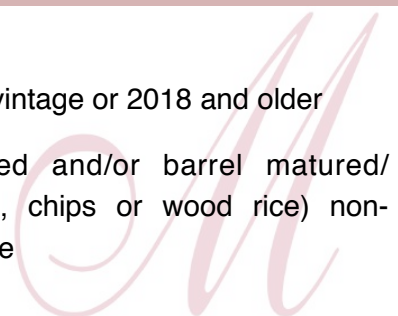 vintage or 2018 and older
ed and/or barrel matured/
, chips or wood rice) non-
e